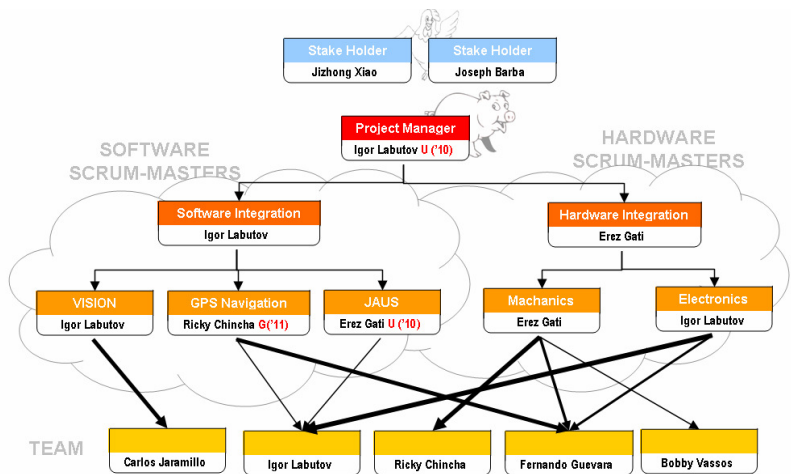 Stake Holder
Jizhong Xiao
Stake Holder
Joseph Barba
Project Manager
Igor Labutov U ('10)
SOFTWARE
SCRUM-MASTERS
HARDWARE
SCRUM-MASTERS
Software Integration
Igor Labutov
Hardware Integration
Erez Gati
VISION
Igor Labutov
GPS Navigation
Ricky Chincha G('11)
JAUS
Erez Gati U ('10)
Machanics
Erez Gati
Electronics
Igor Labutov
TEAM
Carlos Jaramillo
Igor Labutov
Ricky Chincha
Fernando Guevara
Bobby Vassos